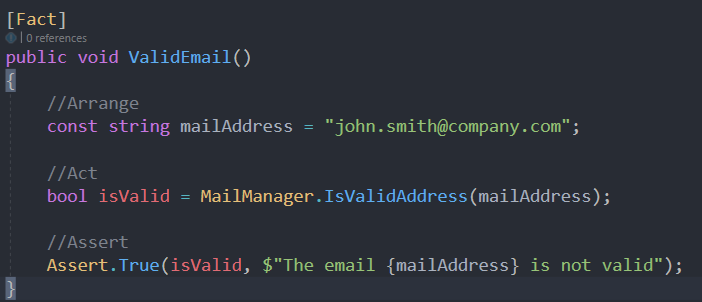 [Fact]
| 0 references
public void ValidEmail()
{
//Arrange
const string mailAddress = "john.smith@company.com";
//Act
bool isValid = MailManager.IsValidAddress(mailAddress);
//Assert
Assert.True(isValid, $"The email {mailAddress} is not valid");
}